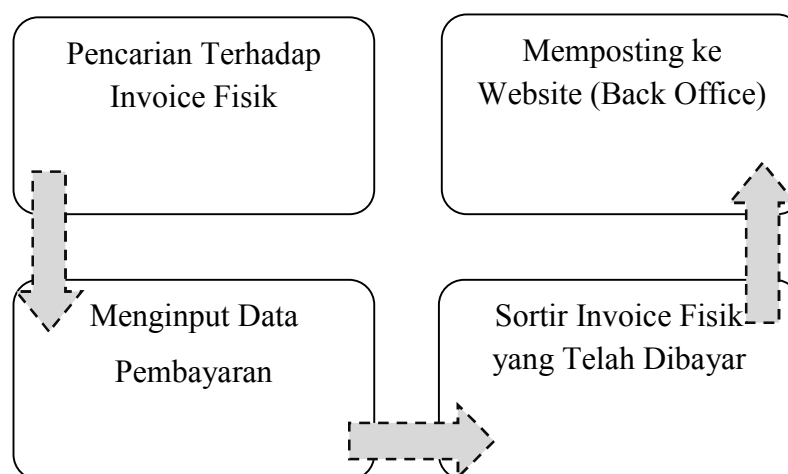 Pencarian Terhadap
Invoice Fisik
Menginput Data
Pembayaran
Sortir Invoice Fisik
yang Telah Dibayar
Memposting ke
Website (Back Office)